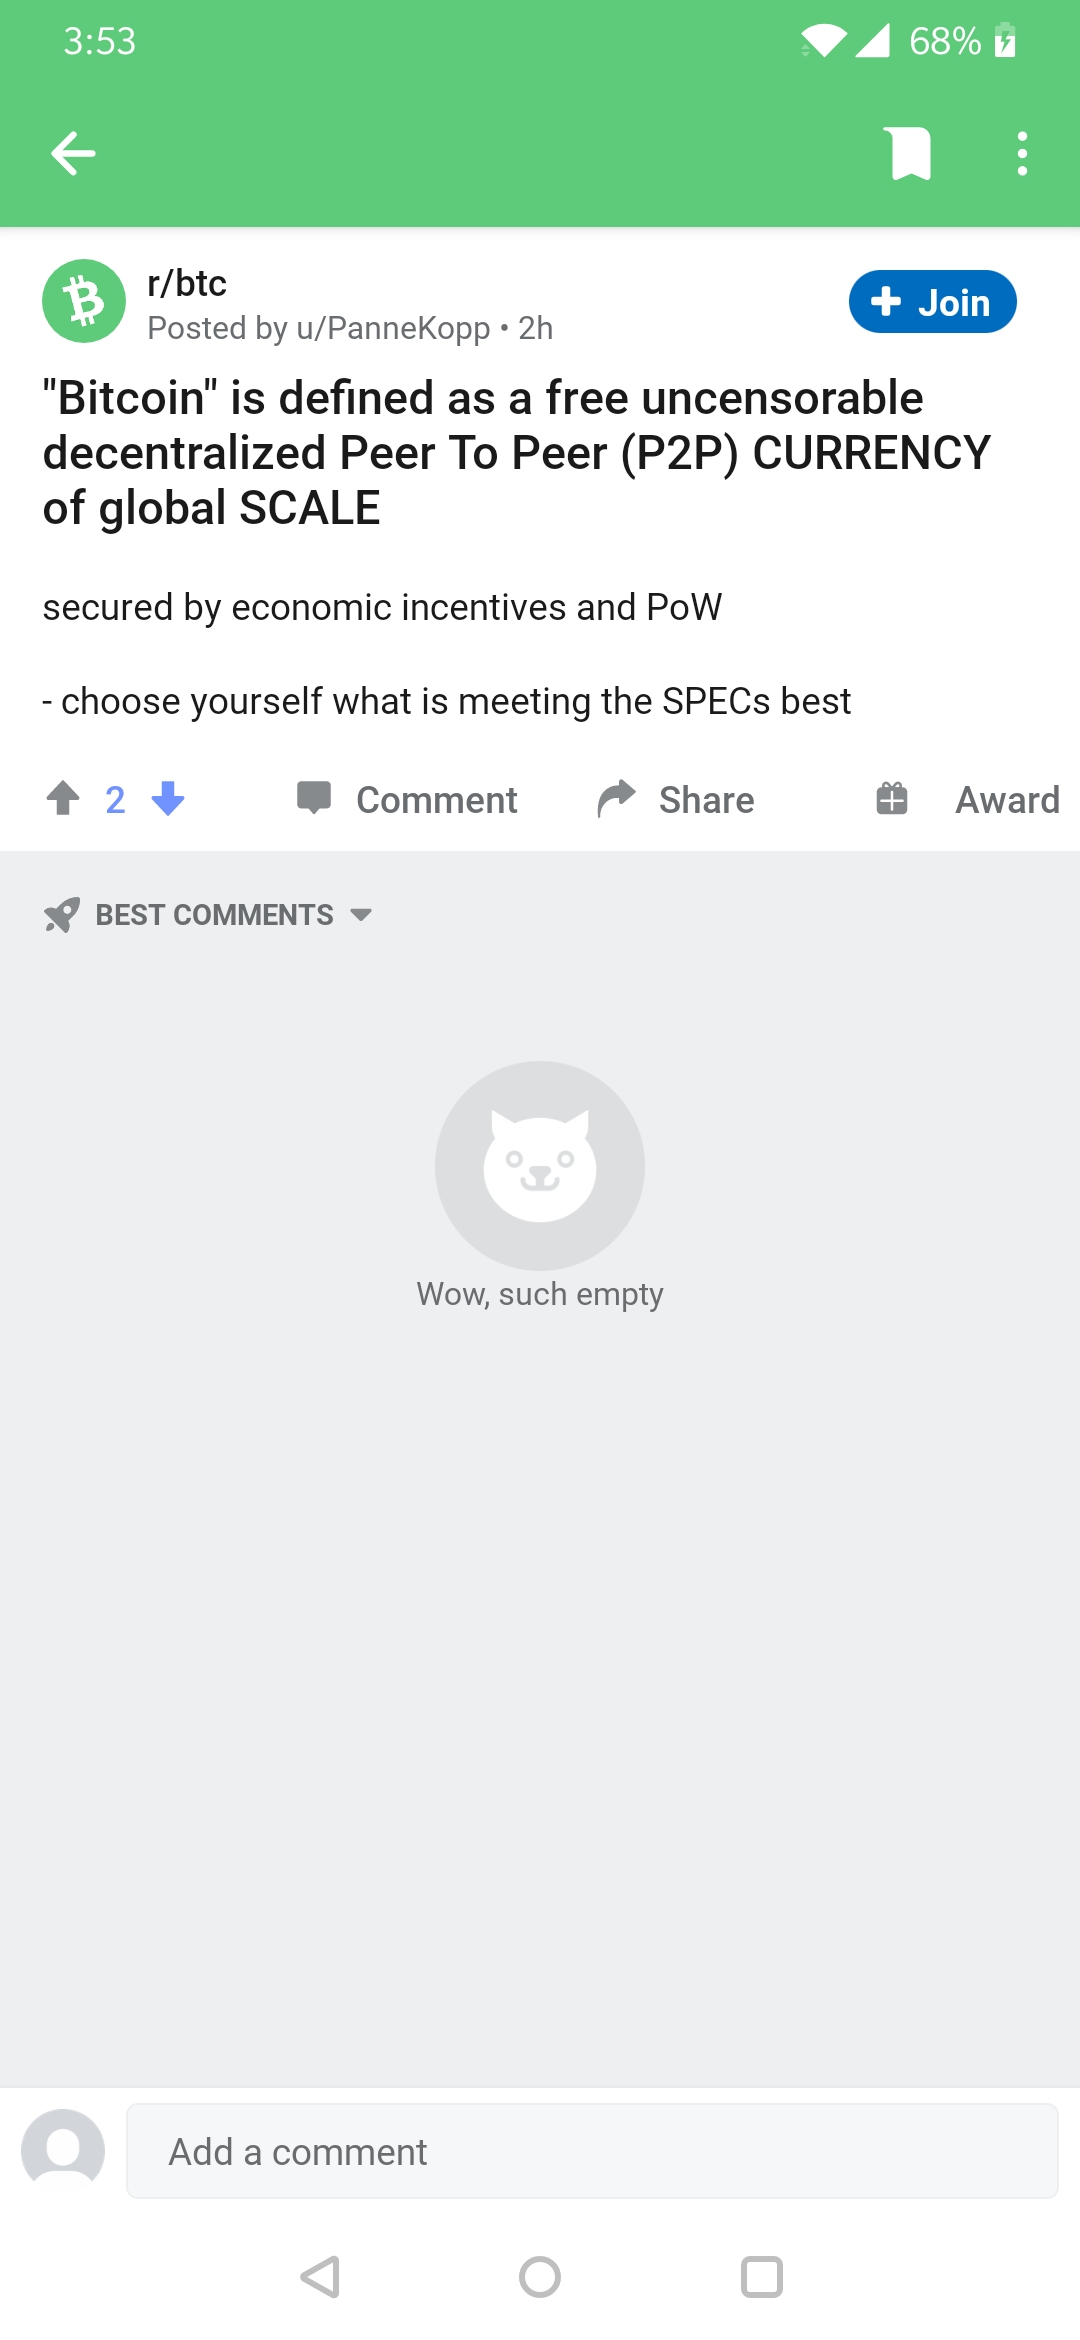 3:53
68%
r/btc
Posted by u/PanneKopp • 2h
Join
"Bitcoin" is defined as a free uncensorable
decentralized Peer To Peer (P2P) CURRENCY
of global SCALE
secured by economic incentives and PoW
- choose yourself what is meeting the SPECs best
2
Comment
Share
Award
BEST COMMENTS
Wow, such empty
Add a comment